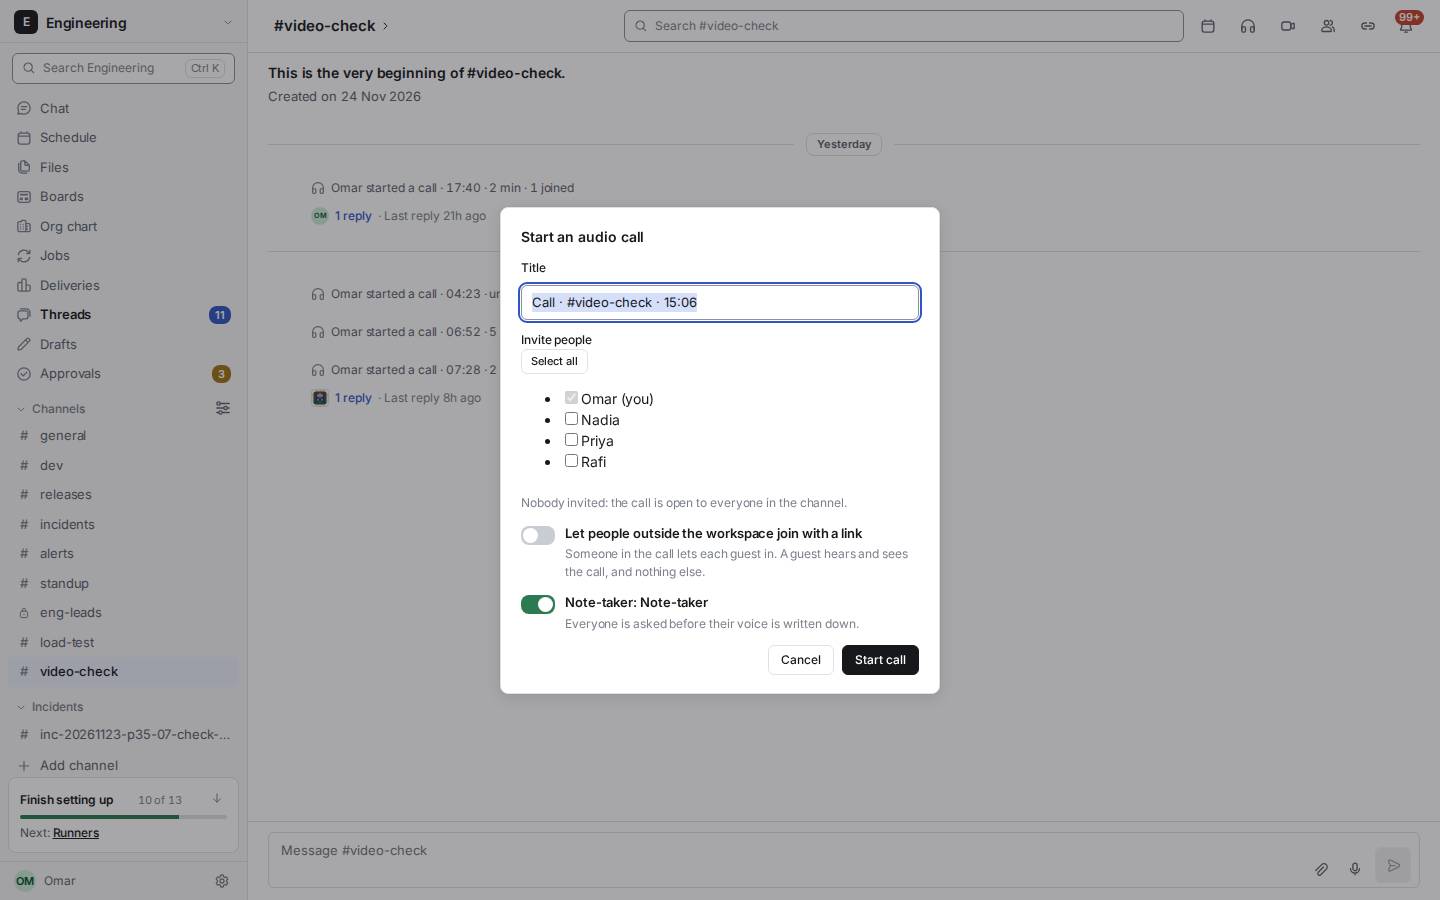 E Engineering
Search Engineering Ctrl K
Chat
Schedule
Files
Boards
Org chart
Jobs
Deliveries
Threads 11
Drafts
Approvals 3
Channels
# general
# dev
# releases
# incidents
# alerts
# standup
eng-leads
# load-test
# video-check
Incidents
# inc-20261123-p35-07-check-...
Add channel
Finish setting up 10 of 13
Next: Runners
OM Omar
#video-check
Search #video-check
99+
This is the very beginning of #video-check.
Created on 24 Nov 2026
Yesterday
Omar started a call · 17:40 · 2 min · 1 joined
OM 1 reply · Last reply 21h ago
Omar started a call · 04:23 ·
Omar started a call · 06:52 · 5
Omar started a call · 07:28 · 2
1 reply · Last reply 8h ago
Start an audio call
Title
Call · #video-check · 15:06
Invite people
Select all
Omar (you)
Nadia
Priya
Rafi
Nobody invited: the call is open to everyone in the channel.
Let people outside the workspace join with a link
Someone in the call lets each guest in. A guest hears and sees
the call, and nothing else.
Note-taker: Note-taker
Everyone is asked before their voice is written down.
Cancel Start call
Message #video-check